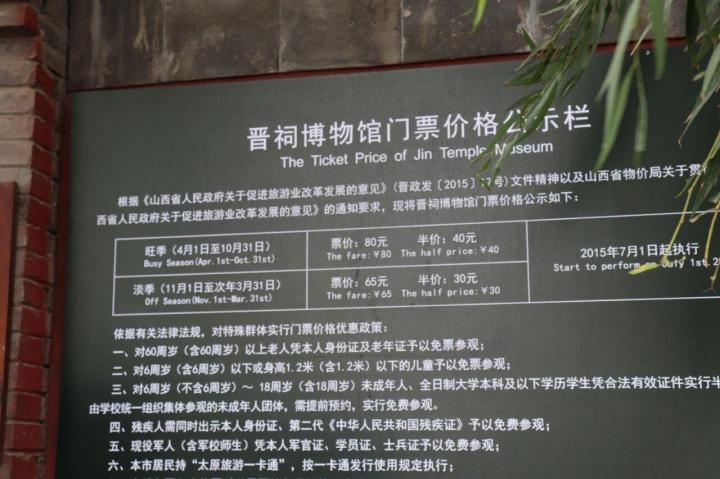 晋祠博物馆门票价格公示栏
The Ticket Price of Jin Temple Museum
根据《山西省人民政府关于促进旅游业改革发展的意见》(晋政发〔2015〕 号)文件精神以及山西省物价局关于贯
西省人民政府关于促进旅游业改革发展的意见》的通知要求,现将晋祠博物馆门票价格公示如下:
旺季(4月1日至10月31日) 票价:80元 半价:40元
Busy Season(Apr.1st-Oct.31st) The fare:¥80 The half price:¥40
2015年7月1日起执行
Start to perform on July 1st.
淡季(11月1日至次年3月31日) 票价:65元 半价:30元
Off Season(Nov.1st-Mar.31st) The fare:¥65 The half price:¥30
依据有关法律法规,对特殊群体实行门票价格优惠政策:
一、对60周岁(含60周岁)以上老人凭本人身份证及老年证予以免票参观;
二、对6周岁(含6周岁)以下或身高1.2米(含1.2米)以下的儿童予以免票参观;
三、对6周岁(不含6周岁)~18周岁(含18周岁)未成年人、全日制大学本科及以下学历学生凭合法有效证件实行半
由学校统一组织集体参观的未成年人团体,需提前预约,实行免费参观。
四、残疾人需同时出示本人身份证、第二代《中华人民共和国残疾证》予以免费参观;
五、现役军人(含军校师生)凭本人军官证、学员证、士兵证予以免费参观;
六、本市居民持“太原旅游一卡通”,按一卡通发行使用规定执行;